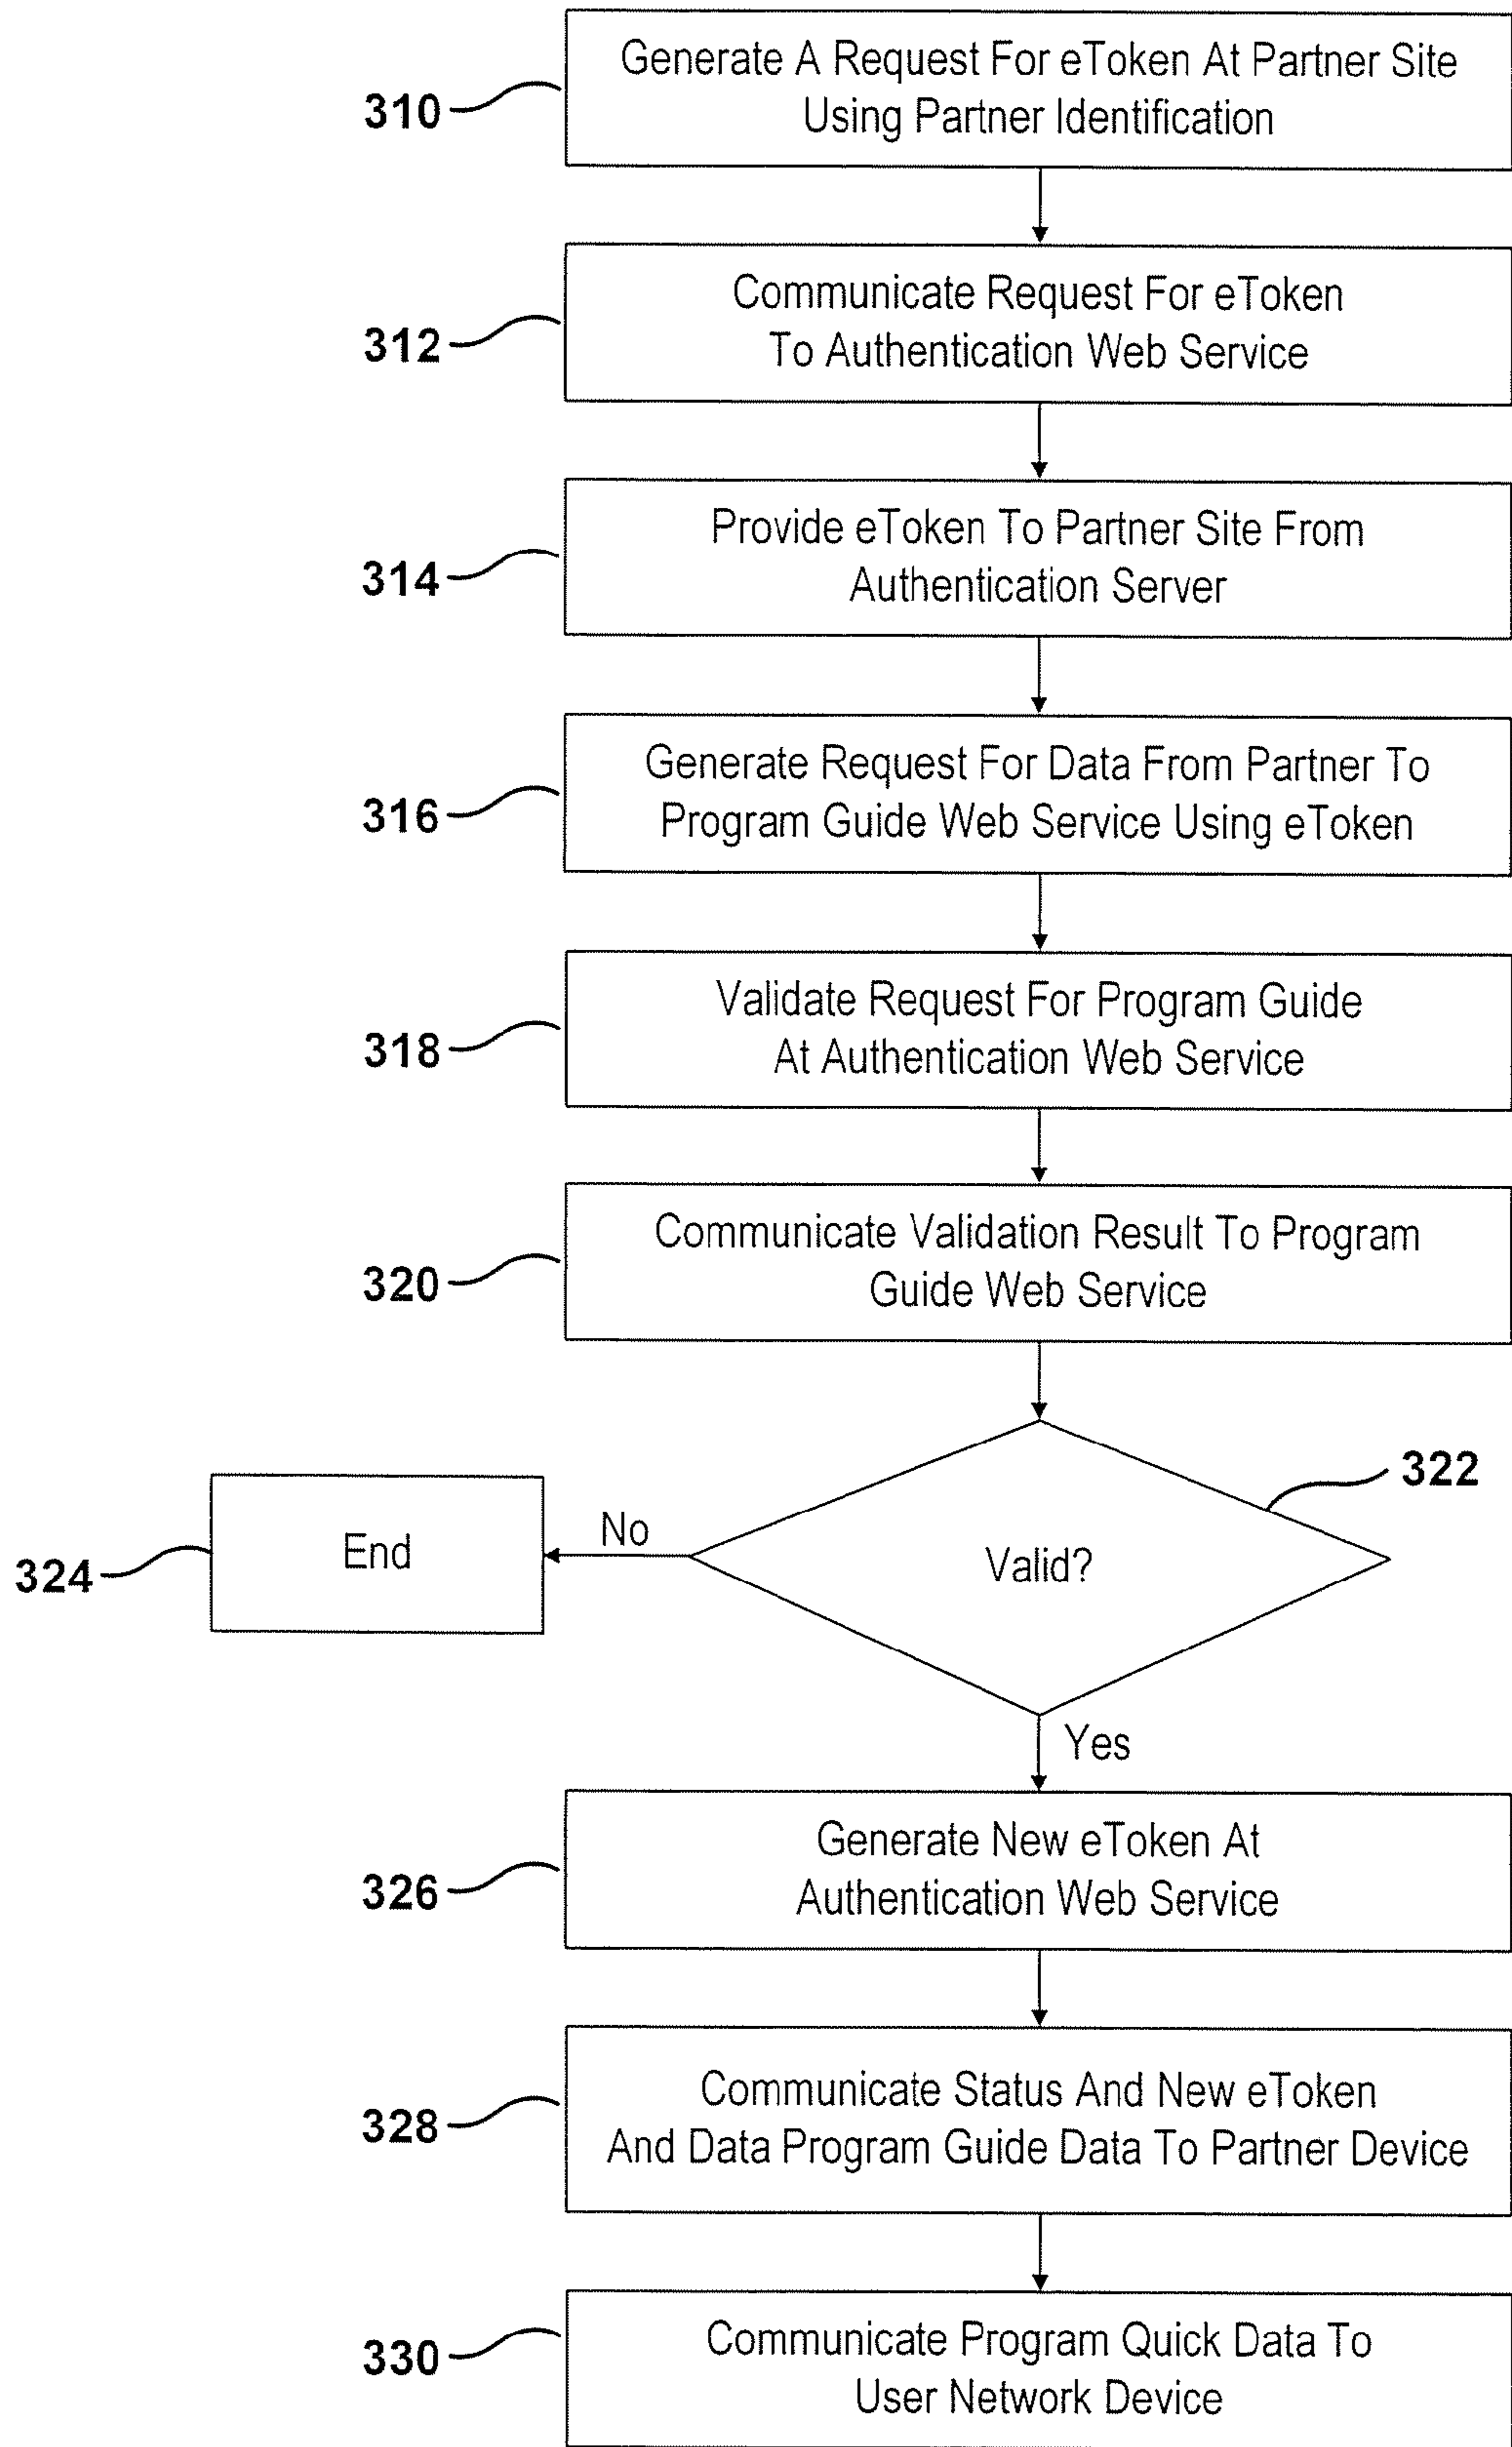 310
Generate A Request For eToken At Partner Site
Using Partner Identification
312
Communicate Request For eToken
To Authentication Web Service
314
Provide eToken To Partner Site From
Authentication Server
316
Generate Request For Data From Partner To
Program Guide Web Service Using eToken
318
Validate Request For Program Guide
At Authentication Web Service
320
Communicate Validation Result To Program
Guide Web Service
322
Valid?
No
324
End
Yes
326
Generate New eToken At
Authentication Web Service
328
Communicate Status And New eToken
And Data Program Guide Data To Partner Device
330
Communicate Program Quick Data To
User Network Device